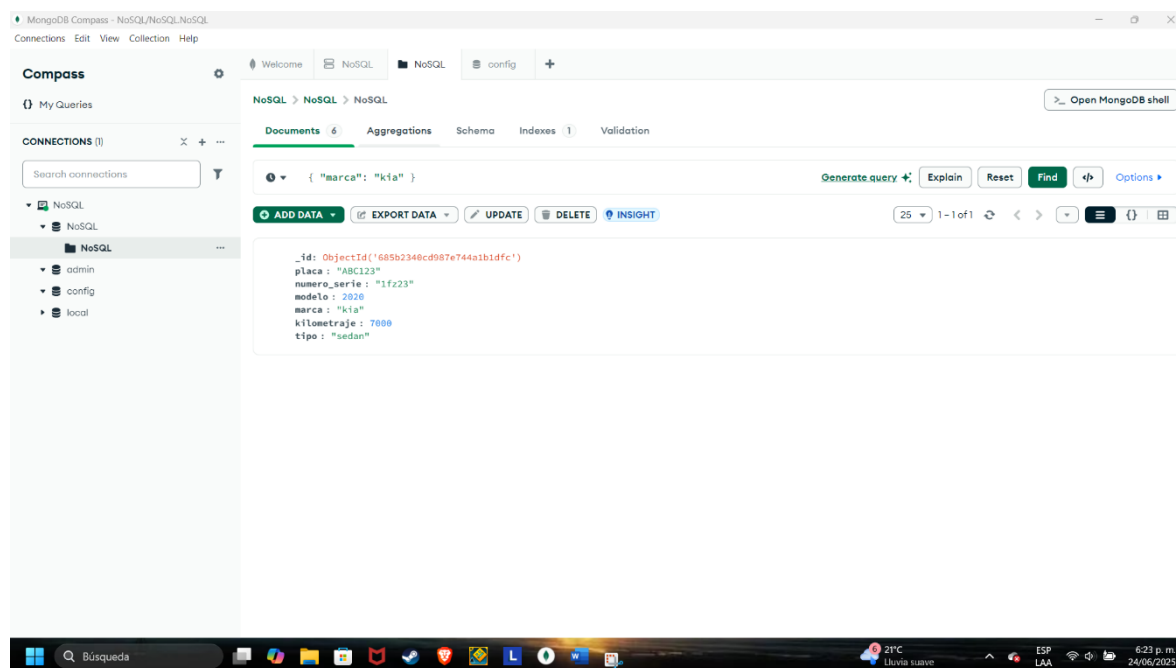 MongoDB Compass - NoSQL/NoSQL.NoSQL
Connections Edit View Collection Help
Compass
{} My Queries
CONNECTIONS (1)
Search connections
NoSQL
NoSQL
NoSQL
admin
config
local
Welcome NoSQL NoSQL config +
NoSQL > NoSQL > NoSQL
>_ Open MongoDB shell
Documents 6 Aggregations Schema Indexes 1 Validation
{ "marca": "kia" }
Generate query Explain Reset Find </> Options
ADD DATA EXPORT DATA UPDATE DELETE INSIGHT
25 1-1 of 1 {}
_id: ObjectId('685b2340cd987e744a1b1dfc')
placa : "ABC123"
numero_serie : "1fz23"
modelo : 2020
marca : "kia"
kilometraje : 7000
tipo : "sedan"
Búsqueda
L W
6 21°C
Lluvia suave
ESP
LAA
6:23 p. m.